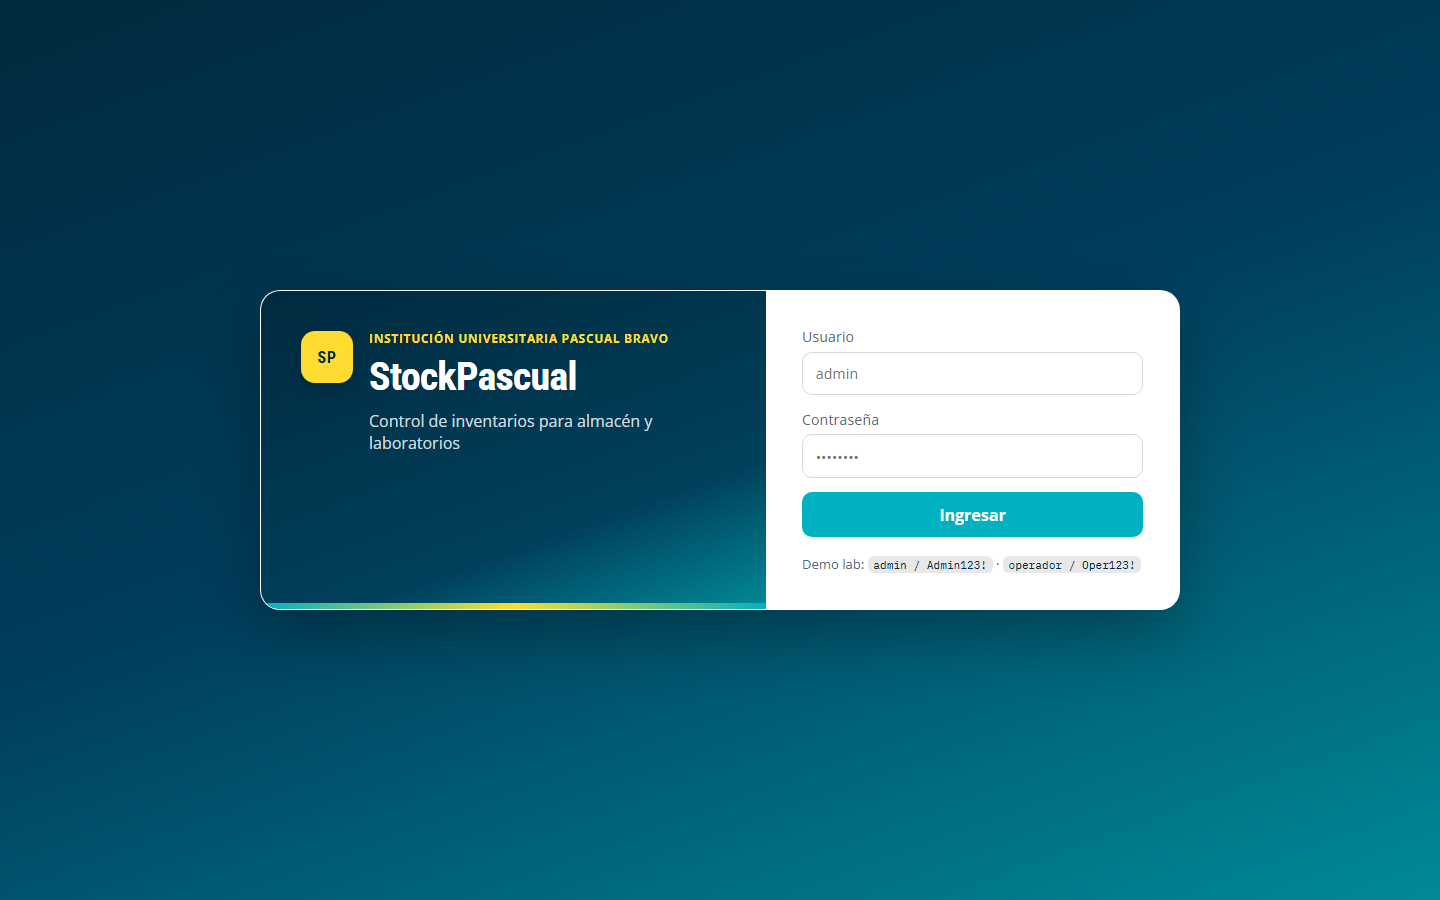 SP
INSTITUCIÓN UNIVERSITARIA PASCUAL BRAVO
StockPascual
Control de inventarios para almacén y
laboratorios
Usuario
admin
Contraseña
••••••••
Ingresar
Demo lab: admin / Admin123! · operador / Oper123!